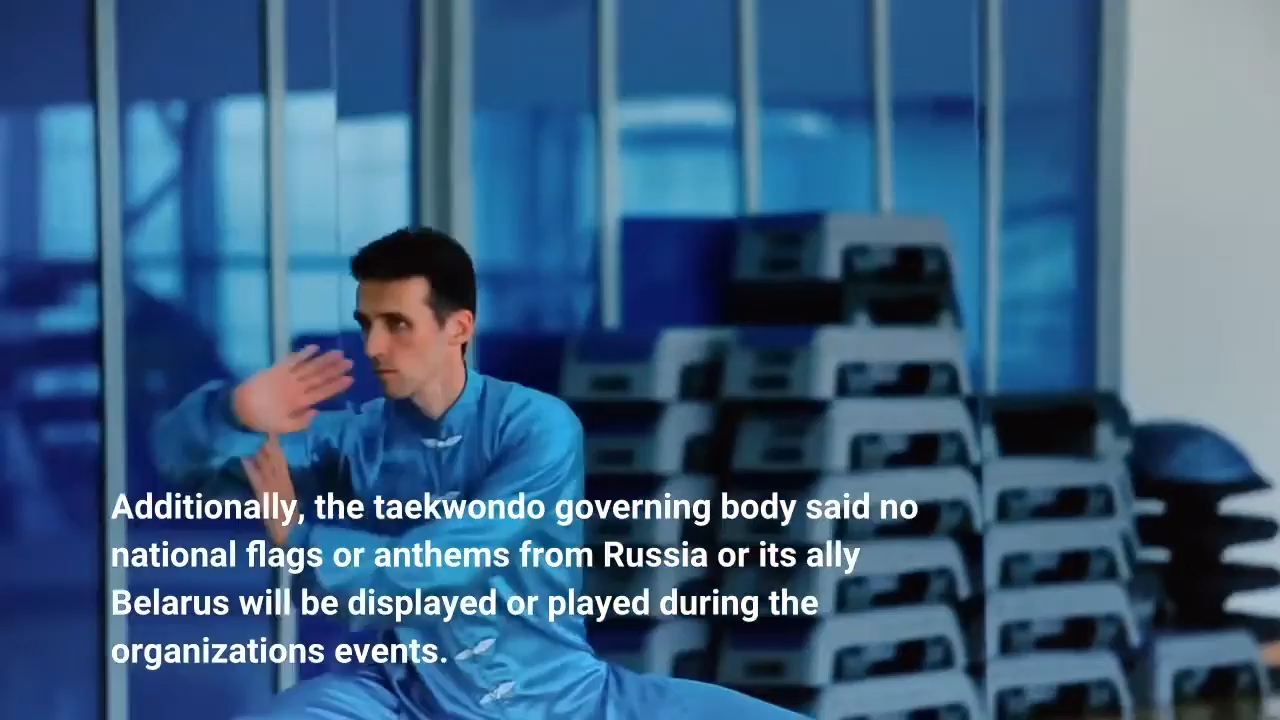 Additionally, the taekwondo governing body said no
national flags or anthems from Russia or its ally
Belarus will be displayed or played during the
organizations events.